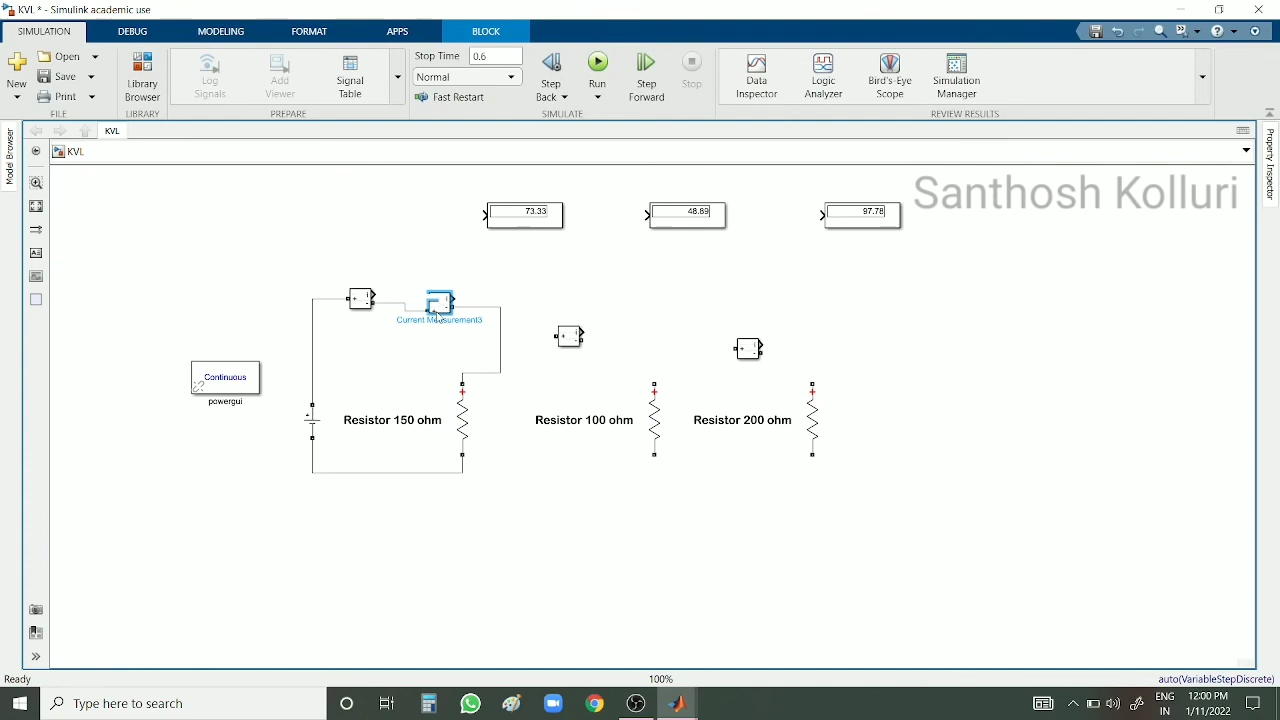 KVL * - Simulink academic use
SIMULATION DEBUG MODELING FORMAT APPS BLOCK
New Open Save Print
FILE
Library Browser
LIBRARY
Log Signals
Add Viewer
Signal Table
PREPARE
Stop Time 0.6
Normal
Fast Restart
Step Back
Run
Step Forward
Stop
SIMULATE
Data Inspector
Logic Analyzer
Bird's-Eye Scope
Simulation Manager
REVIEW RESULTS
Model Browser
KVL
KVL
Property Inspector
Santhosh Kolluri
73.33 48.89 97.78
Current Measurement3
Continuous
powergui
Resistor 150 ohm Resistor 100 ohm Resistor 200 ohm
Ready 100% auto(VariableStepDiscrete)
Type here to search
ENG IN
12:00 PM
1/11/2022